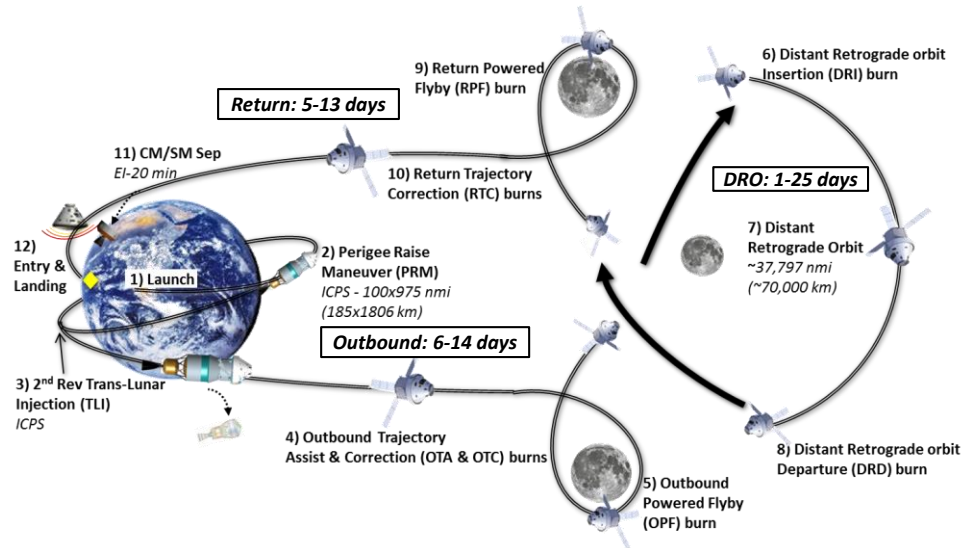 1) Launch
2) Perigee Raise
Maneuver (PRM)
ICPS - 100x975 nmi
(185x1806 km)
3) 2nd Rev Trans-Lunar
Injection (TLI)
ICPS
Outbound: 6-14 days
4) Outbound Trajectory
Assist & Correction (OTA & OTC) burns
5) Outbound
Powered Flyby
(OPF) burn
6) Distant Retrograde orbit
Insertion (DRI) burn
DRO: 1-25 days
7) Distant
Retrograde Orbit
~37,797 nmi
(~70,000 km)
8) Distant Retrograde orbit
Departure (DRD) burn
9) Return Powered
Flyby (RPF) burn
Return: 5-13 days
10) Return Trajectory
Correction (RTC) burns
11) CM/SM Sep
EI-20 min
12)
Entry &
Landing